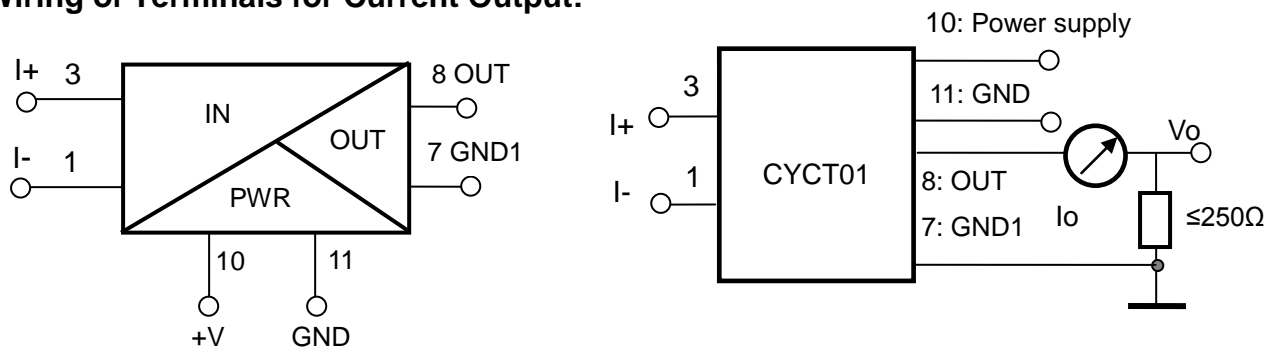 Wiring of Terminals for Current Output:
I+ 3
IN
8 OUT
OUT
7 GND1
I- 1
PWR
10
11
+V
GND
10: Power supply
11: GND
3
I+
CYCT01
1
I-
Vo
8: OUT
Io
≤250Ω
7: GND1